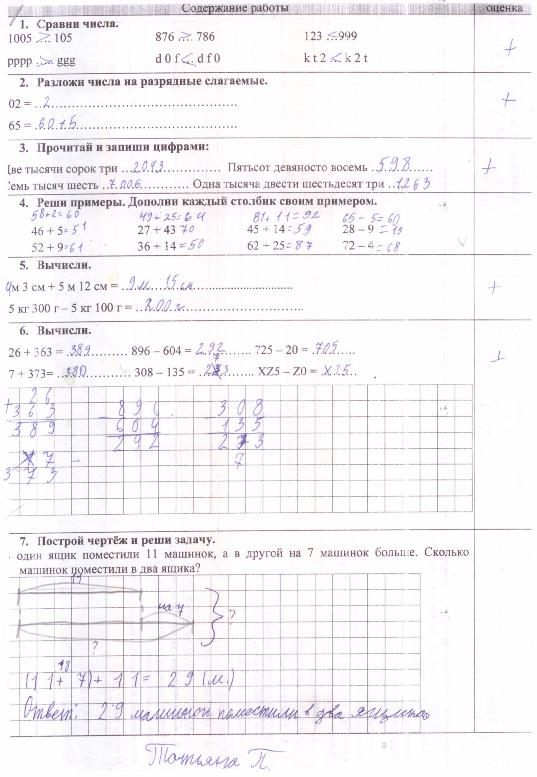 Содержание работы оценка
1. Сравни числа.
1005 > 105 876 > 786 123 < 999
pppp > ggg d 0 f < d f 0 k t 2 < k 2 t
+
2. Разложи числа на разрядные слагаемые.
02 = 2
65 = 60+5
+
3. Прочитай и запиши цифрами:
Две тысячи сорок три 2043 Пятьсот девяносто восемь 598
емь тысяч шесть 7006 Одна тысяча двести шестьдесят три 1263
+
4. Реши примеры. Дополни каждый столбик своим примером.
58+2=60 49+25=64 81+11=92 65-5=60
46 + 5=51 27 + 43 70 45 + 14=59 28 – 9 =19
52 + 9=61 36 + 14=50 62 + 25=87 72 – 4=68
5. Вычисли.
4м 3 см + 5 м 12 см = 9м 15 см
5 кг 300 г – 5 кг 100 г = 200 г
+
6. Вычисли.
26 + 363 = 389 896 – 604 = 292 725 – 20 = 705
7 + 373= 380 308 – 135 = XZ5 – Z0 = X25
+
+ 26 - 896 - 308
363 604 135
389 292
7
373
7. Построй чертёж и реши задачу.
один ящик поместили 11 машинок, а в другой на 7 машинок больше. Сколько
машинок поместили в два ящика?
11
на 7
?
?
18
(11+7)+11=29(м.)
Ответ: 29 машинок поместили в два ящика
Татьяна П.